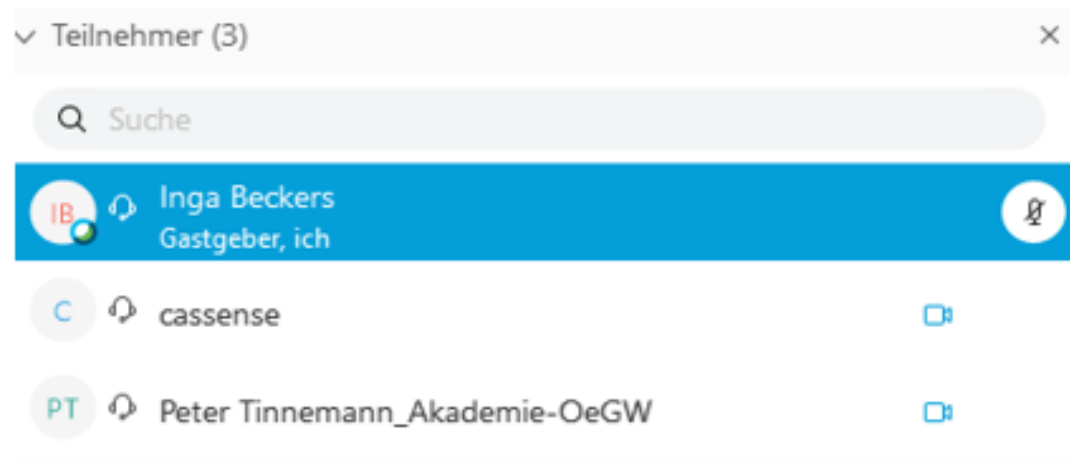 Teilnehmer (3)
Suche
IB
Inga Beckers
Gastgeber, ich
C
cassense
PT
Peter Tinnemann_Akademie-OeGW